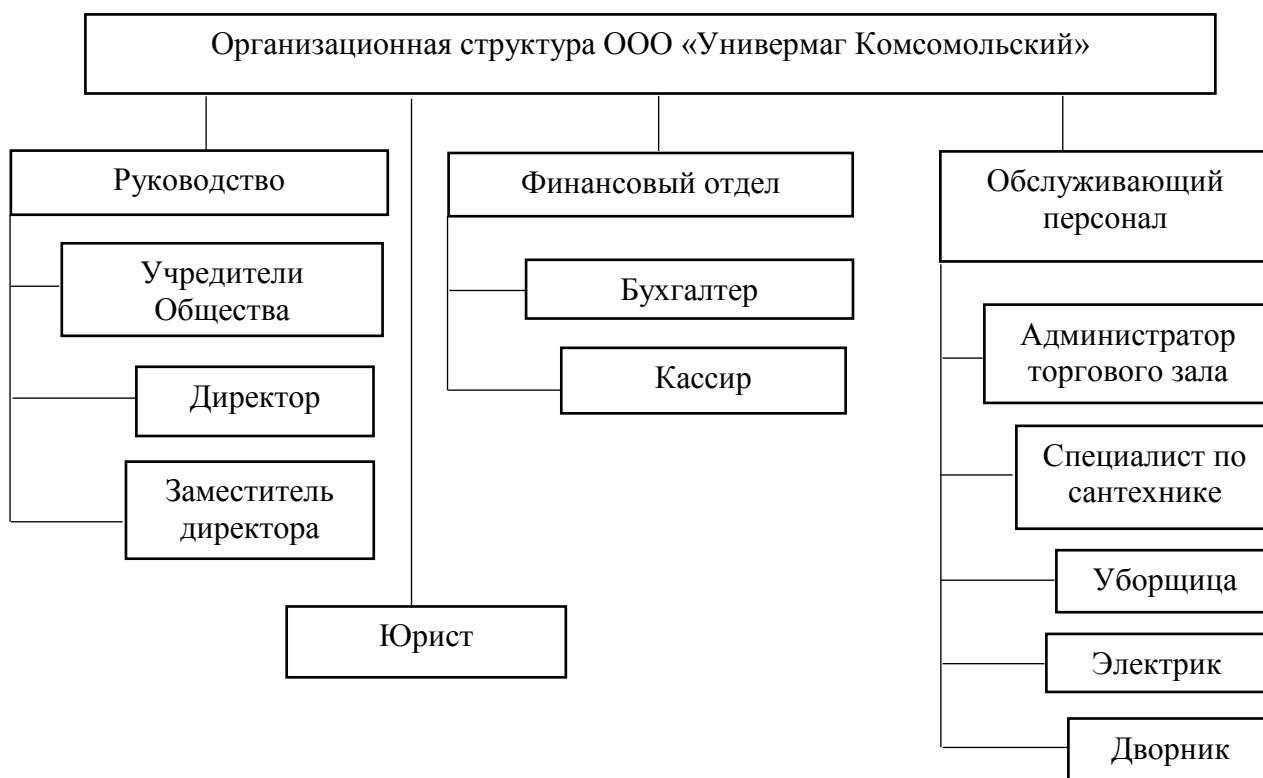 Организационная структура ООО «Универмаг Комсомольский»
Руководство
Учредители
Общества
Директор
Заместитель
директора
Юрист
Финансовый отдел
Бухгалтер
Кассир
Обслуживающий
персонал
Администратор
торгового зала
Специалист по
сантехнике
Уборщица
Электрик
Дворник